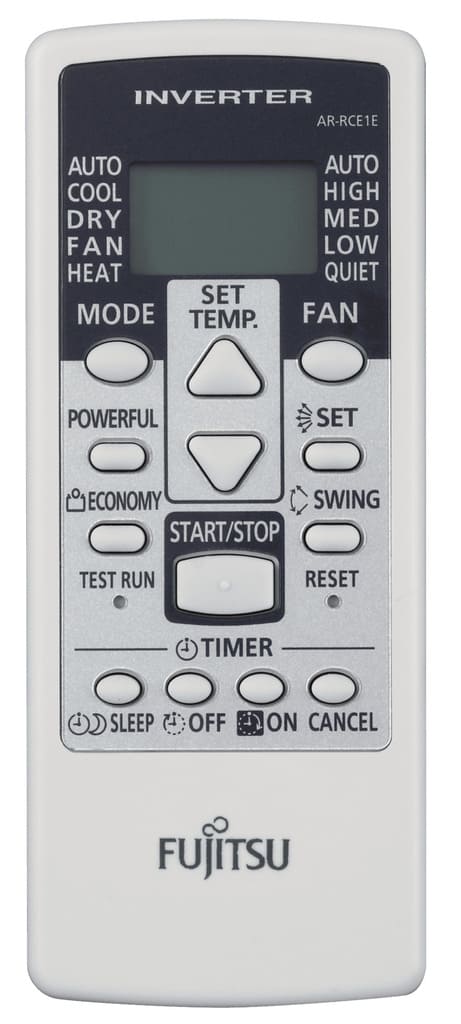 INVERTER
AR-RCE1E
AUTO
COOL
DRY
FAN
HEAT
AUTO
HIGH
MED
LOW
QUIET
MODE
SET
TEMP.
FAN
POWERFUL
SET
ECONOMY
SWING
START/STOP
TEST RUN
RESET
TIMER
SLEEP OFF ON CANCEL
FUJITSU